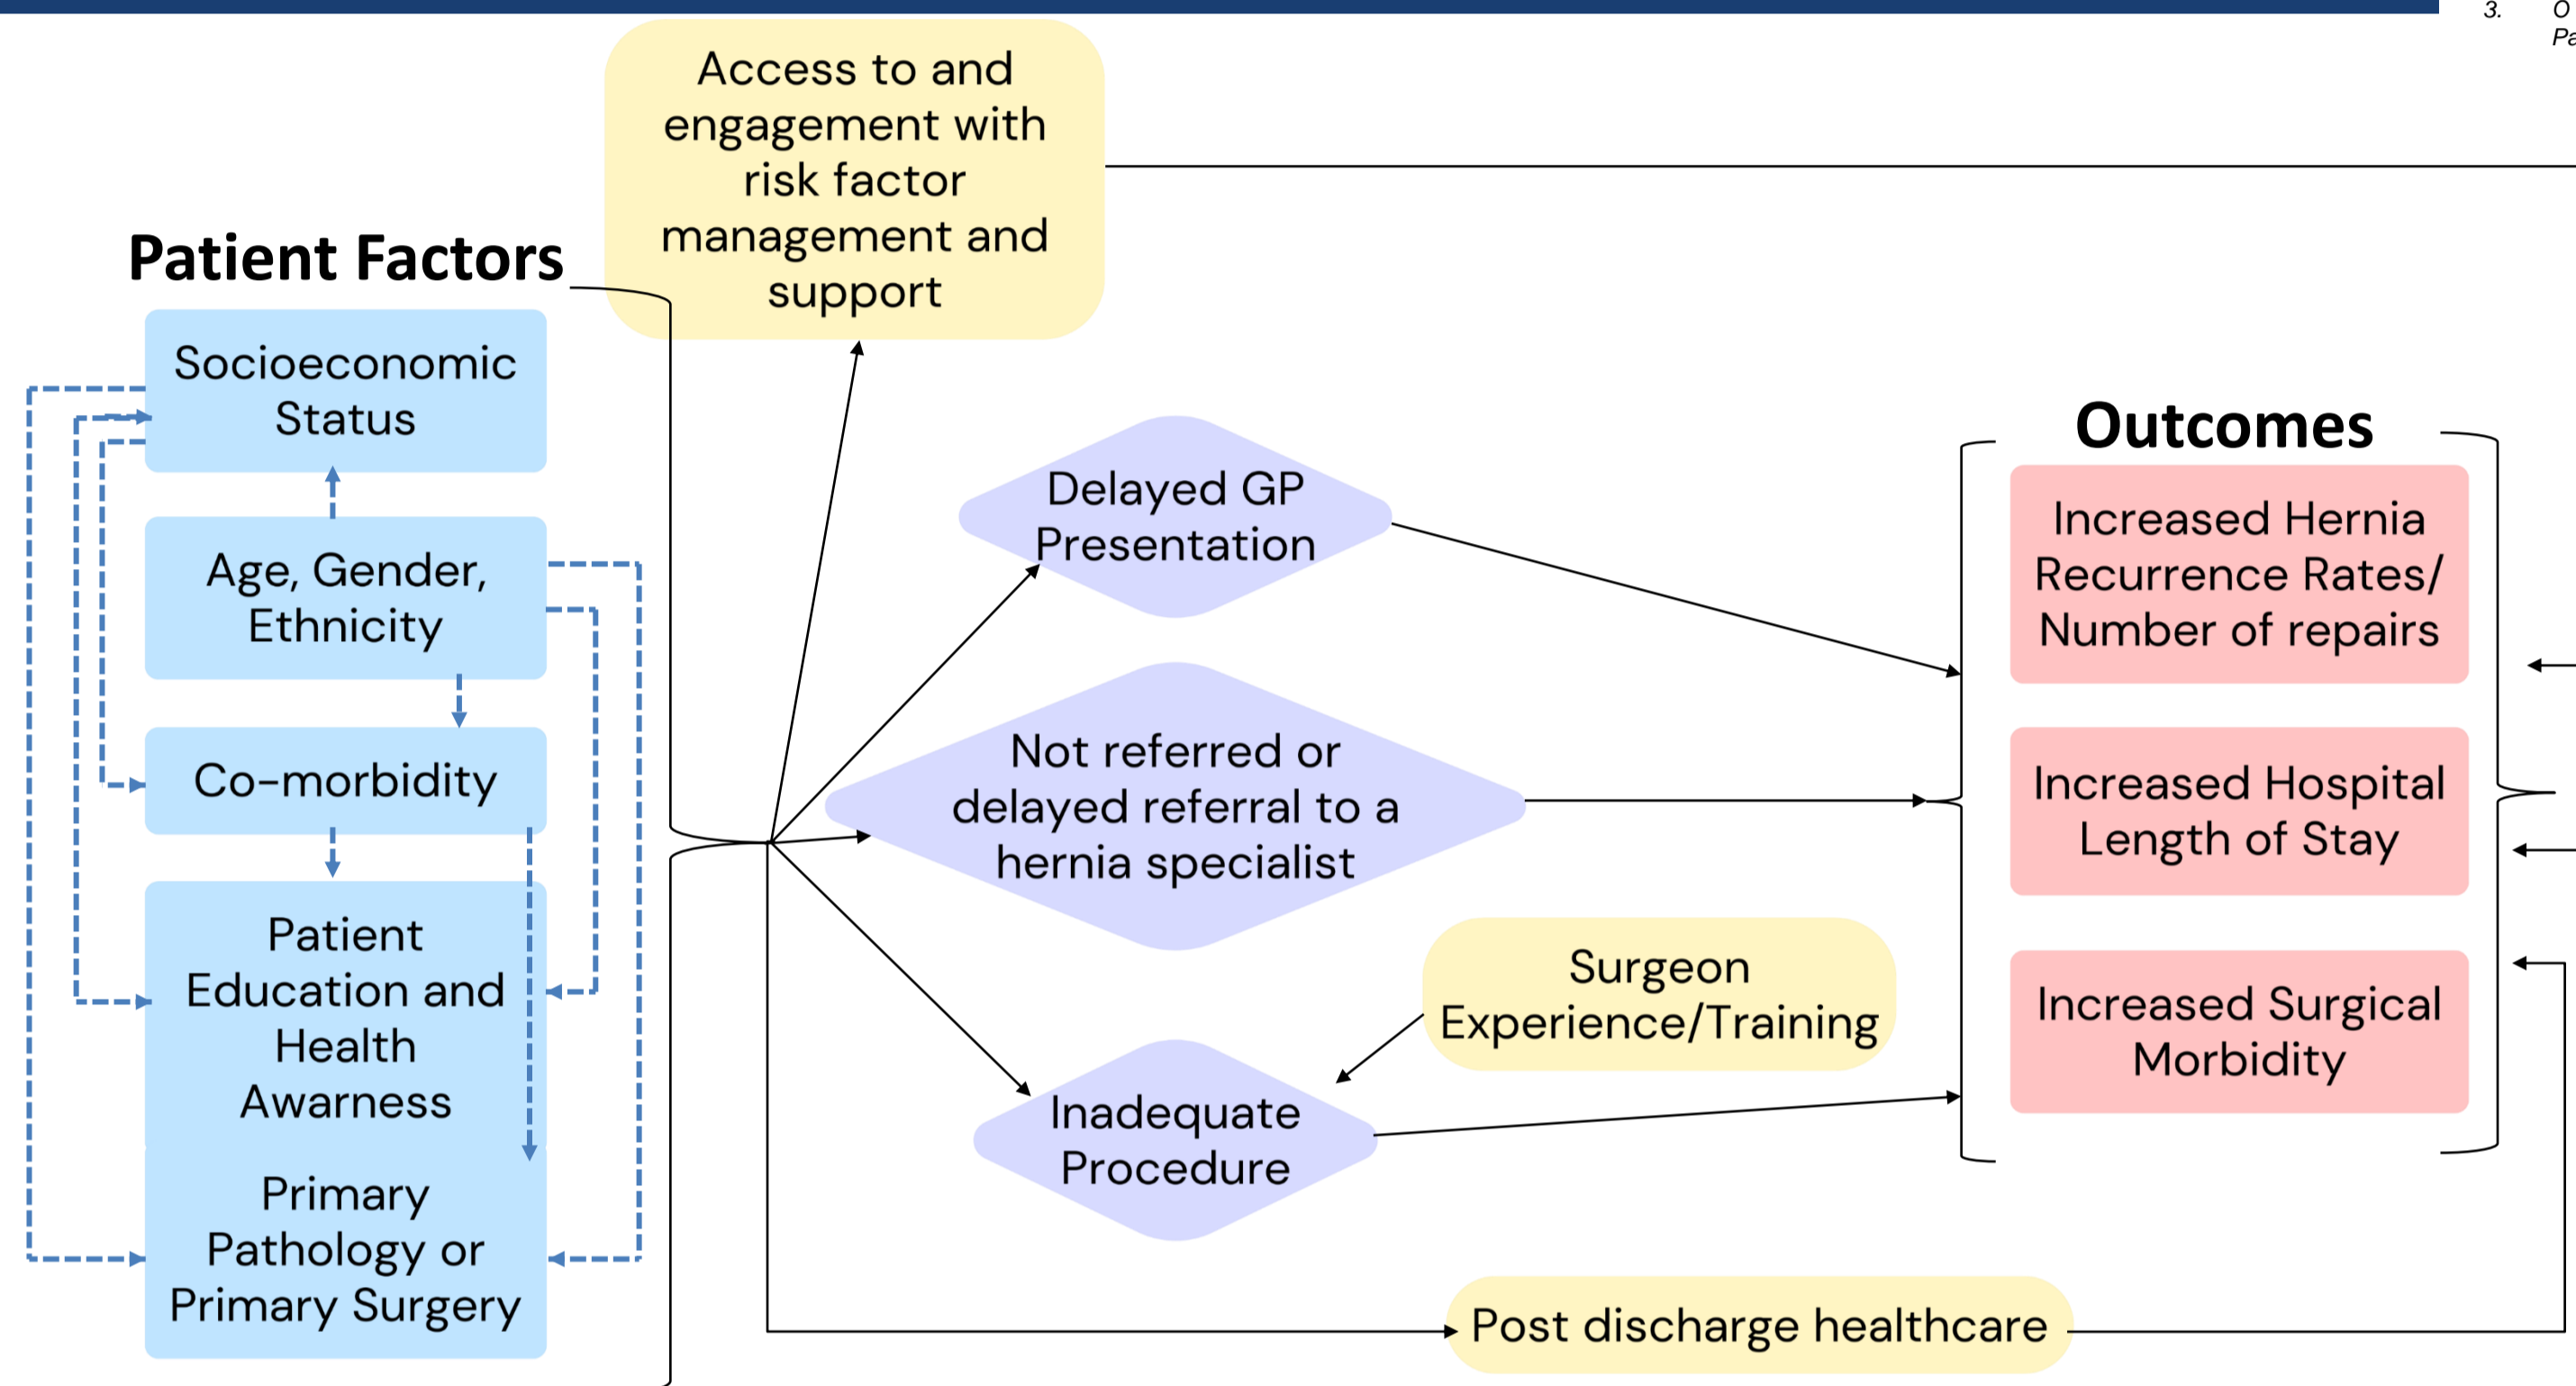 3. O
Pa
Access to and
engagement with
risk factor
management and
support
Patient Factors
Socioeconomic
Status
Age, Gender,
Ethnicity
Co-morbidity
Patient
Education and
Health
Awarness
Primary
Pathology or
Primary Surgery
Delayed GP
Presentation
Not referred or
delayed referral to a
hernia specialist
Surgeon
Experience/Training
Inadequate
Procedure
Post discharge healthcare
Outcomes
Increased Hernia
Recurrence Rates/
Number of repairs
Increased Hospital
Length of Stay
Increased Surgical
Morbidity